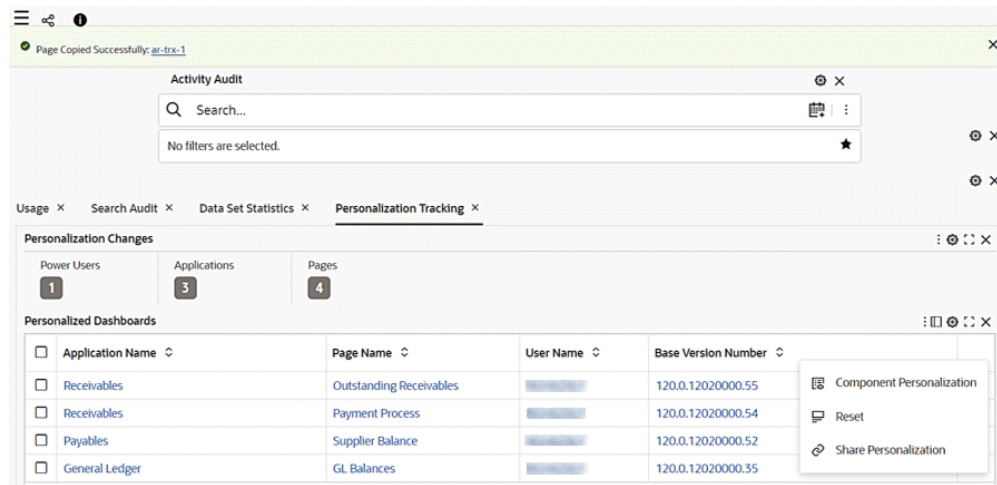 Page Copied Successfully: ar-trx-1
Activity Audit
Search...
No filters are selected.
Usage Search Audit Data Set Statistics Personalization Tracking
Personalization Changes
Power Users Applications Pages
1 3 4
Personalized Dashboards
Application Name Page Name User Name Base Version Number
Receivables Outstanding Receivables 120.0.12020000.55
Component Personalization
Receivables Payment Process 120.0.12020000.54
Reset
Payables Supplier Balance 120.0.12020000.52
Share Personalization
General Ledger GL Balances 120.0.12020000.35